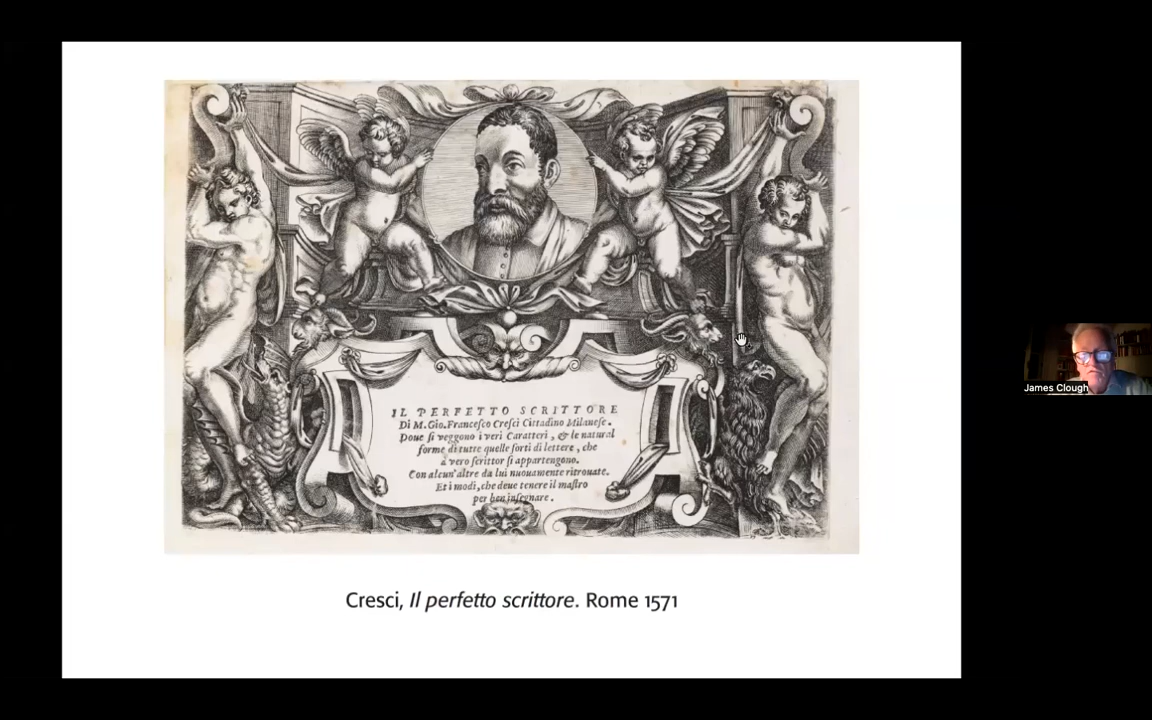 IL PERFETTO SCRITTORE
Di M. Gio. Franceſco Creſci Cittadino Milaneſe.
Doue ſi veggono i veri Caratteri, & le natural
forme di tutte quelle ſorti di lettere, che
à vero ſcrittor ſi appartengono.
Con alcun'altre da lui nuouamente ritrouate.
Et i modi, che deue tenere il maſtro
per ben inſegnare.
Cresci, Il perfetto scrittore. Rome 1571
James Clough